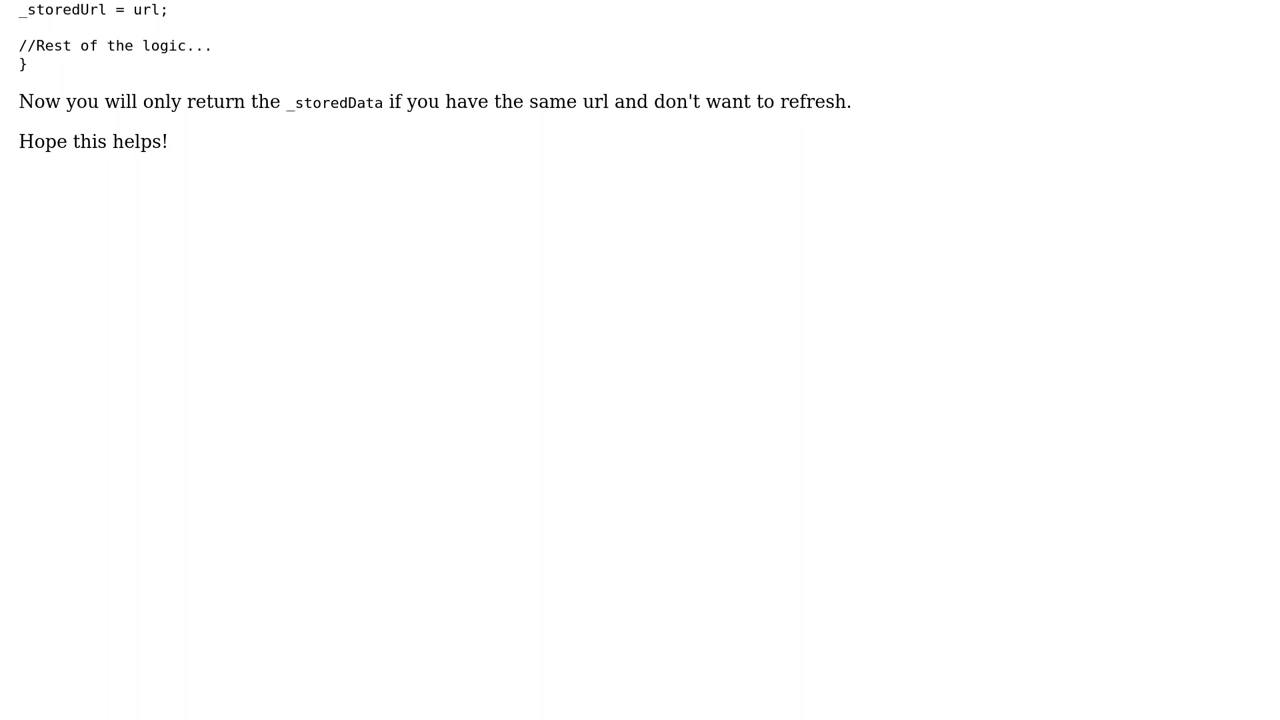 _storedUrl = url;
//Rest of the logic...
}
Now you will only return the _storedData if you have the same url and don't want to refresh.
Hope this helps!